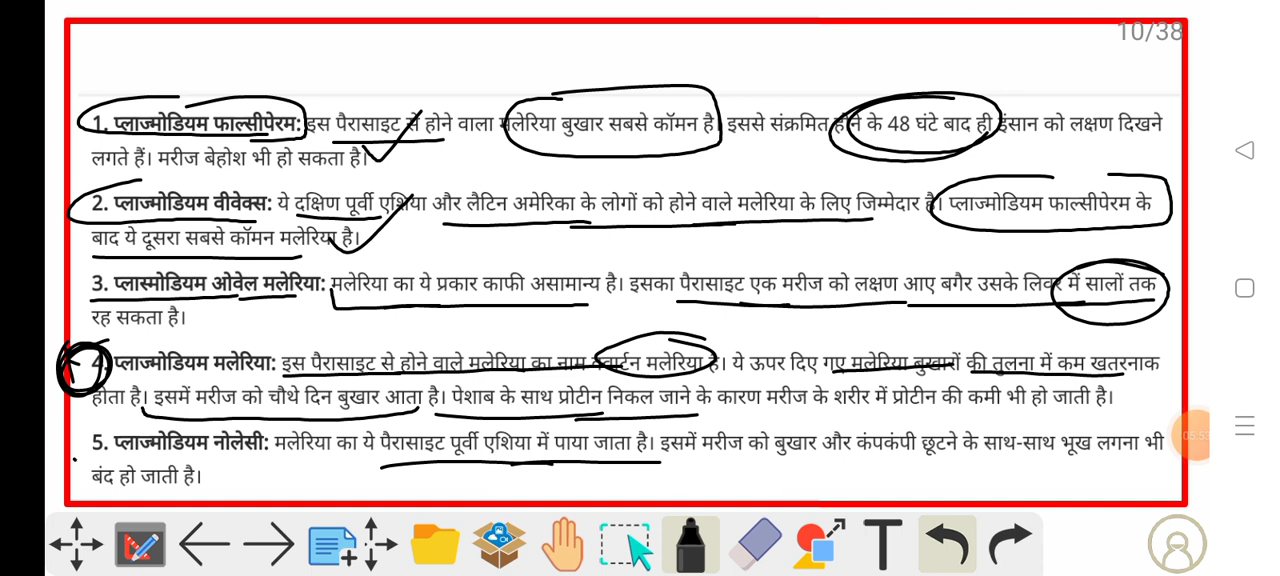 10/38
1. प्लाज्मोडियम फाल्सीपेरम: इस पैरासाइट से होने वाला मलेरिया बुखार सबसे कॉमन है। इससे संक्रमित होने के 48 घंटे बाद ही इंसान को लक्षण दिखने
लगते हैं। मरीज बेहोश भी हो सकता है।
2. प्लाज्मोडियम वीवेक्स: ये दक्षिण पूर्वी एशिया और लैटिन अमेरिका के लोगों को होने वाले मलेरिया के लिए जिम्मेदार है। प्लाज्मोडियम फाल्सीपेरम के
बाद ये दूसरा सबसे कॉमन मलेरिया है।
3. प्लास्मोडियम ओवेल मलेरिया: मलेरिया का ये प्रकार काफी असामान्य है। इसका पैरासाइट एक मरीज को लक्षण आए बगैर उसके लिवर में सालों तक
रह सकता है।
4. प्लाज्मोडियम मलेरिया: इस पैरासाइट से होने वाले मलेरिया का नाम क्वार्टन मलेरिया है। ये ऊपर दिए गए मलेरिया बुखारों की तुलना में कम खतरनाक
होता है। इसमें मरीज को चौथे दिन बुखार आता है। पेशाब के साथ प्रोटीन निकल जाने के कारण मरीज के शरीर में प्रोटीन की कमी भी हो जाती है।
5. प्लाज्मोडियम नोलेसी: मलेरिया का ये पैरासाइट पूर्वी एशिया में पाया जाता है। इसमें मरीज को बुखार और कंपकंपी छूटने के साथ-साथ भूख लगना भी
बंद हो जाती है।